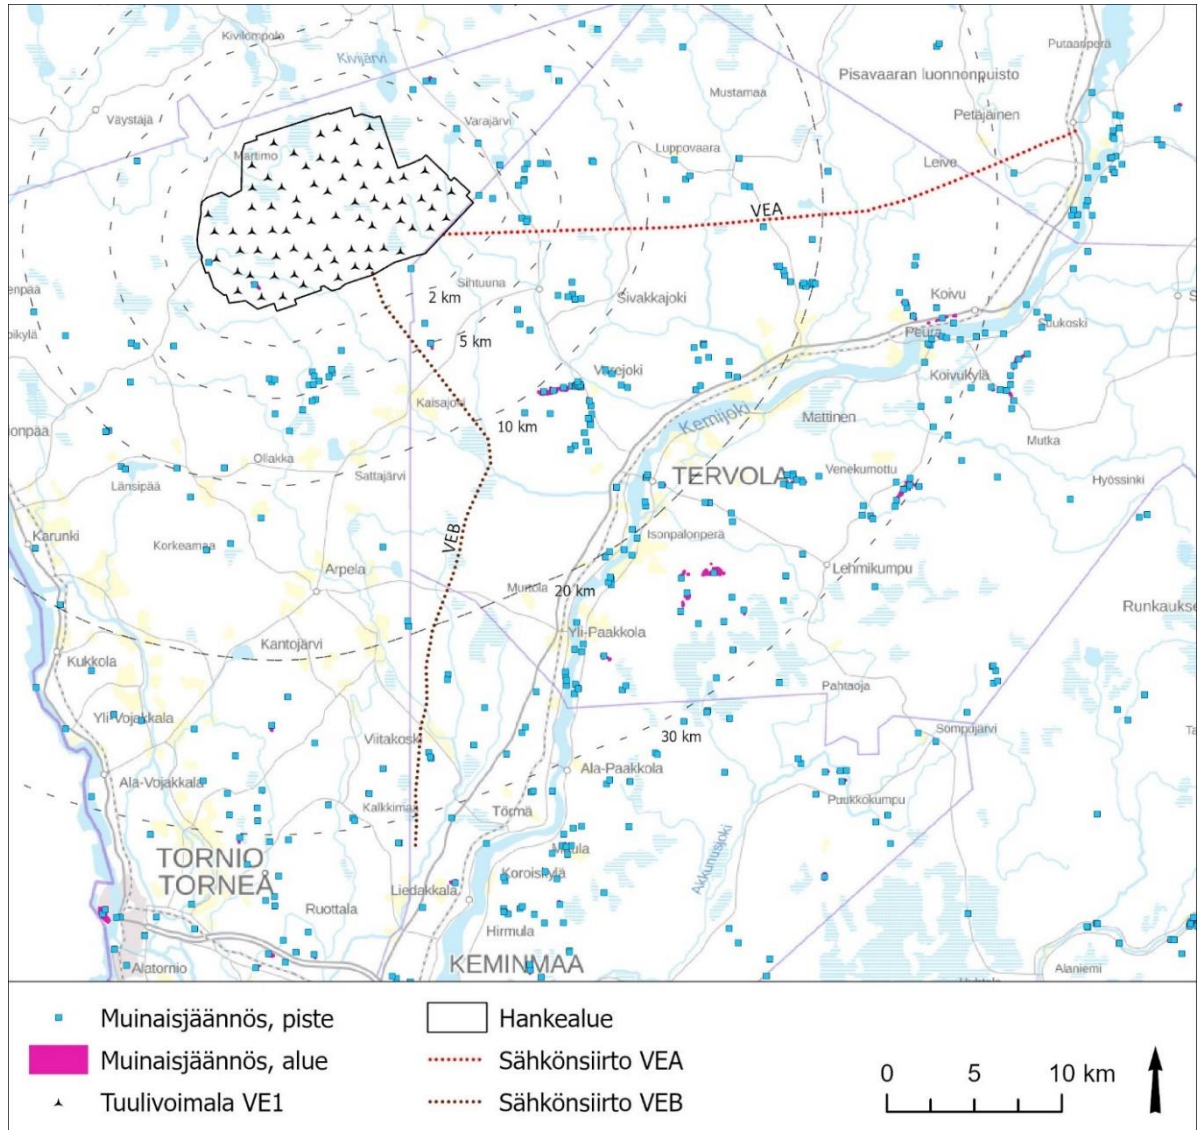 Kivilompolo
Putaanperä
Kivijärvi
Pisavaaran luonnonpuisto
Mustamaa
Väystäjä
Varajärvi
Petäjäinen
Martimo
Luppovaara
Leive
VEA
Sihtuuna
2 km
Sivakkajoki
Koivu
5 km
Peura
Suukoski
Varejoki
Koivukylä
Kaisajoki
10 km
Kemijoki
Mattinen
Mutka
Ollakka
Sattajärvi
TERVOLA
Venekumottu
Hyössinki
Länsipää
VEB
Karunki
Korkeamaa
Isonpalonperä
Arpela
Lehmikumpu
Murtola
20 km
Runkaukse
Kantojärvi
Yli-Paakkola
Kukkola
Pahtaoja
Yli-Vojakkala
Viitakoski
30 km
Sompujärvi
Ala-Vojakkala
Ala-Paakkola
Kalkkimaa
Törmä
Puukkokumpu
TORNIO
TORNEÅ
Maula
Akkunusjoki
Koroiskylä
Liedakkala
Ruottala
Hirmula
Alatornio
KEMINMAA
Alaniemi
Muinaisjäännös, piste
Muinaisjäännös, alue
Tuulivoimala VE1
Hankealue
Sähkönsiirto VEA
Sähkönsiirto VEB
0 5 10 km